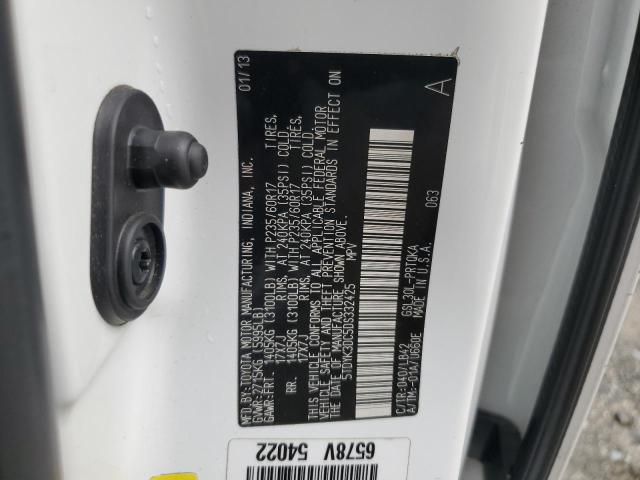 MFD. BY: TOYOTA MOTOR MANUFACTURING, INDIANA, INC. 01/13
GVWR: 2715KG (5995LB)
GAWR:FRT. 1405KG (3100LB) WITH P235/60R17 TIRES,
17X7J RIMS, AT 240KPA (35PSI) COLD.
RR. 1405KG (3100LB) WITH P235/60R17 TIRES,
17X7J RIMS, AT 240KPA (35PSI) COLD.
THIS VEHICLE CONFORMS TO ALL APPLICABLE FEDERAL MOTOR
VEHICLE SAFETY AND THEFT PREVENTION STANDARDS IN EFFECT ON
THE DATE OF MANUFACTURE SHOWN ABOVE.
5TDYK3DC5DS332425 MPV
A
063
C/TR:040/LB42 GSL30L-PRTQKA
A/TM:-01A/U660E MADE IN U.S.A.
6578V
54022